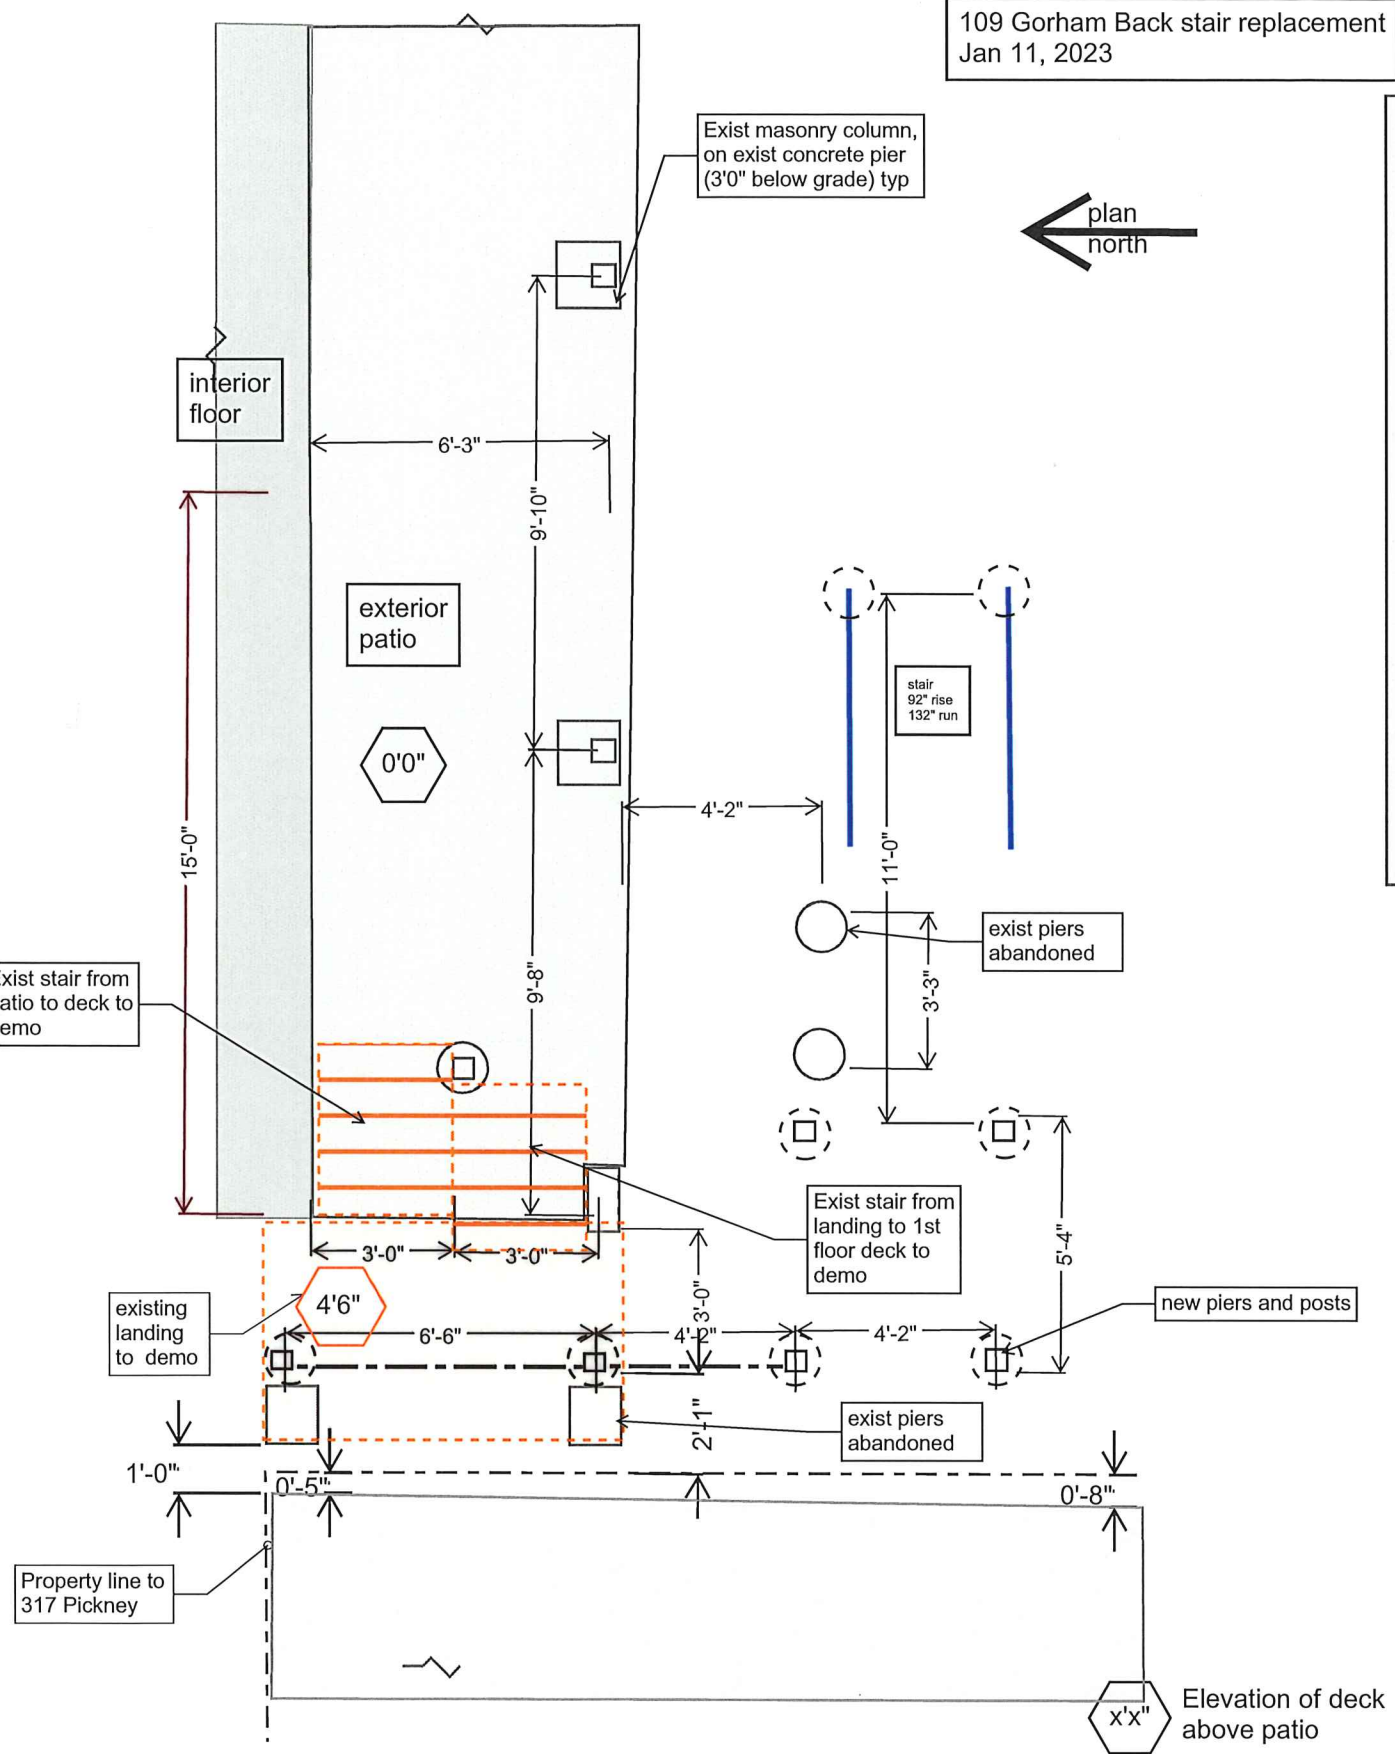 109 Gorham Back stair replacement
Jan 11, 2023
Exist masonry column,
on exist concrete pier
(3'0" below grade) typ
plan
north
interior
floor
6'-3"
9'-10"
exterior
patio
stair
92" rise
132" run
0'0"
4'-2"
15'-0"
11'-0"
exist piers
abandoned
3'-3"
9'-8"
xist stair from
atio to deck to
emo
Exist stair from
landing to 1st
floor deck to
demo
5'-4"
3'-0"
3'-0"
3'-0"
existing
landing
to demo
4'6"
new piers and posts
6'-6"
4'-2"
4'-2"
exist piers
abandoned
2'-1"
1'-0"
0'-5"
0'-8"
Property line to
317 Pickney
x'x"
Elevation of deck
above patio